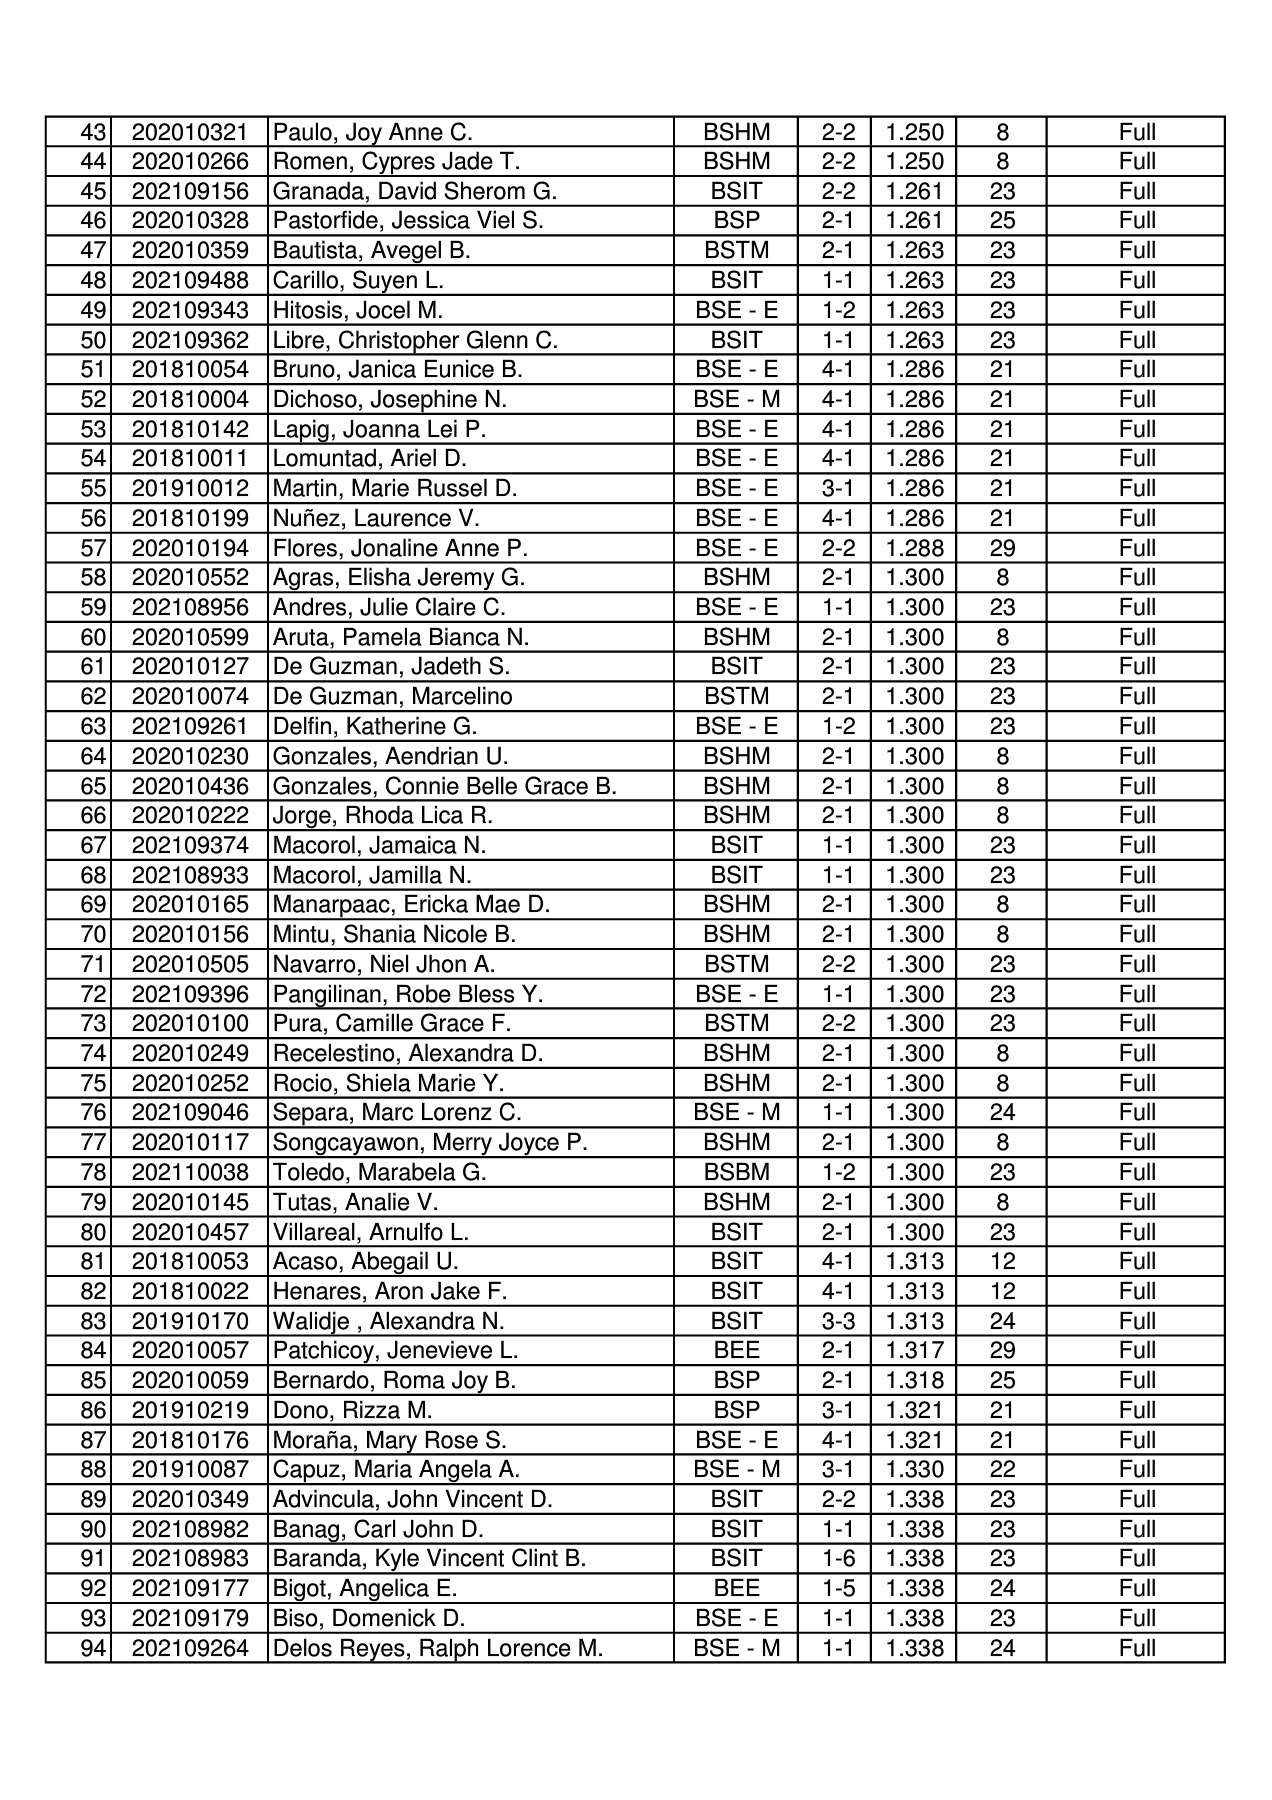 43 202010321 Paulo, Joy Anne C. BSHM 2-2 1.250 8 Full
44 202010266 Romen, Cypres Jade T. BSHM 2-2 1.250 8 Full
45 202109156 Granada, David Sherom G. BSIT 2-2 1.261 23 Full
46 202010328 Pastorfide, Jessica Viel S. BSP 2-1 1.261 25 Full
47 202010359 Bautista, Avegel B. BSTM 2-1 1.263 23 Full
48 202109488 Carillo, Suyen L. BSIT 1-1 1.263 23 Full
49 202109343 Hitosis, Jocel M. BSE - E 1-2 1.263 23 Full
50 202109362 Libre, Christopher Glenn C. BSIT 1-1 1.263 23 Full
51 201810054 Bruno, Janica Eunice B. BSE - E 4-1 1.286 21 Full
52 201810004 Dichoso, Josephine N. BSE - M 4-1 1.286 21 Full
53 201810142 Lapig, Joanna Lei P. BSE - E 4-1 1.286 21 Full
54 201810011 Lomuntad, Ariel D. BSE - E 4-1 1.286 21 Full
55 201910012 Martin, Marie Russel D. BSE - E 3-1 1.286 21 Full
56 201810199 Nuñez, Laurence V. BSE - E 4-1 1.286 21 Full
57 202010194 Flores, Jonaline Anne P. BSE - E 2-2 1.288 29 Full
58 202010552 Agras, Elisha Jeremy G. BSHM 2-1 1.300 8 Full
59 202108956 Andres, Julie Claire C. BSE - E 1-1 1.300 23 Full
60 202010599 Aruta, Pamela Bianca N. BSHM 2-1 1.300 8 Full
61 202010127 De Guzman, Jadeth S. BSIT 2-1 1.300 23 Full
62 202010074 De Guzman, Marcelino BSTM 2-1 1.300 23 Full
63 202109261 Delfin, Katherine G. BSE - E 1-2 1.300 23 Full
64 202010230 Gonzales, Aendrian U. BSHM 2-1 1.300 8 Full
65 202010436 Gonzales, Connie Belle Grace B. BSHM 2-1 1.300 8 Full
66 202010222 Jorge, Rhoda Lica R. BSHM 2-1 1.300 8 Full
67 202109374 Macorol, Jamaica N. BSIT 1-1 1.300 23 Full
68 202108933 Macorol, Jamilla N. BSIT 1-1 1.300 23 Full
69 202010165 Manarpaac, Ericka Mae D. BSHM 2-1 1.300 8 Full
70 202010156 Mintu, Shania Nicole B. BSHM 2-1 1.300 8 Full
71 202010505 Navarro, Niel Jhon A. BSTM 2-2 1.300 23 Full
72 202109396 Pangilinan, Robe Bless Y. BSE - E 1-1 1.300 23 Full
73 202010100 Pura, Camille Grace F. BSTM 2-2 1.300 23 Full
74 202010249 Recelestino, Alexandra D. BSHM 2-1 1.300 8 Full
75 202010252 Rocio, Shiela Marie Y. BSHM 2-1 1.300 8 Full
76 202109046 Separa, Marc Lorenz C. BSE - M 1-1 1.300 24 Full
77 202010117 Songcayawon, Merry Joyce P. BSHM 2-1 1.300 8 Full
78 202110038 Toledo, Marabela G. BSBM 1-2 1.300 23 Full
79 202010145 Tutas, Analie V. BSHM 2-1 1.300 8 Full
80 202010457 Villareal, Arnulfo L. BSIT 2-1 1.300 23 Full
81 201810053 Acaso, Abegail U. BSIT 4-1 1.313 12 Full
82 201810022 Henares, Aron Jake F. BSIT 4-1 1.313 12 Full
83 201910170 Walidje , Alexandra N. BSIT 3-3 1.313 24 Full
84 202010057 Patchicoy, Jenevieve L. BEE 2-1 1.317 29 Full
85 202010059 Bernardo, Roma Joy B. BSP 2-1 1.318 25 Full
86 201910219 Dono, Rizza M. BSP 3-1 1.321 21 Full
87 201810176 Moraña, Mary Rose S. BSE - E 4-1 1.321 21 Full
88 201910087 Capuz, Maria Angela A. BSE - M 3-1 1.330 22 Full
89 202010349 Advincula, John Vincent D. BSIT 2-2 1.338 23 Full
90 202108982 Banag, Carl John D. BSIT 1-1 1.338 23 Full
91 202108983 Baranda, Kyle Vincent Clint B. BSIT 1-6 1.338 23 Full
92 202109177 Bigot, Angelica E. BEE 1-5 1.338 24 Full
93 202109179 Biso, Domenick D. BSE - E 1-1 1.338 23 Full
94 202109264 Delos Reyes, Ralph Lorence M. BSE - M 1-1 1.338 24 Full